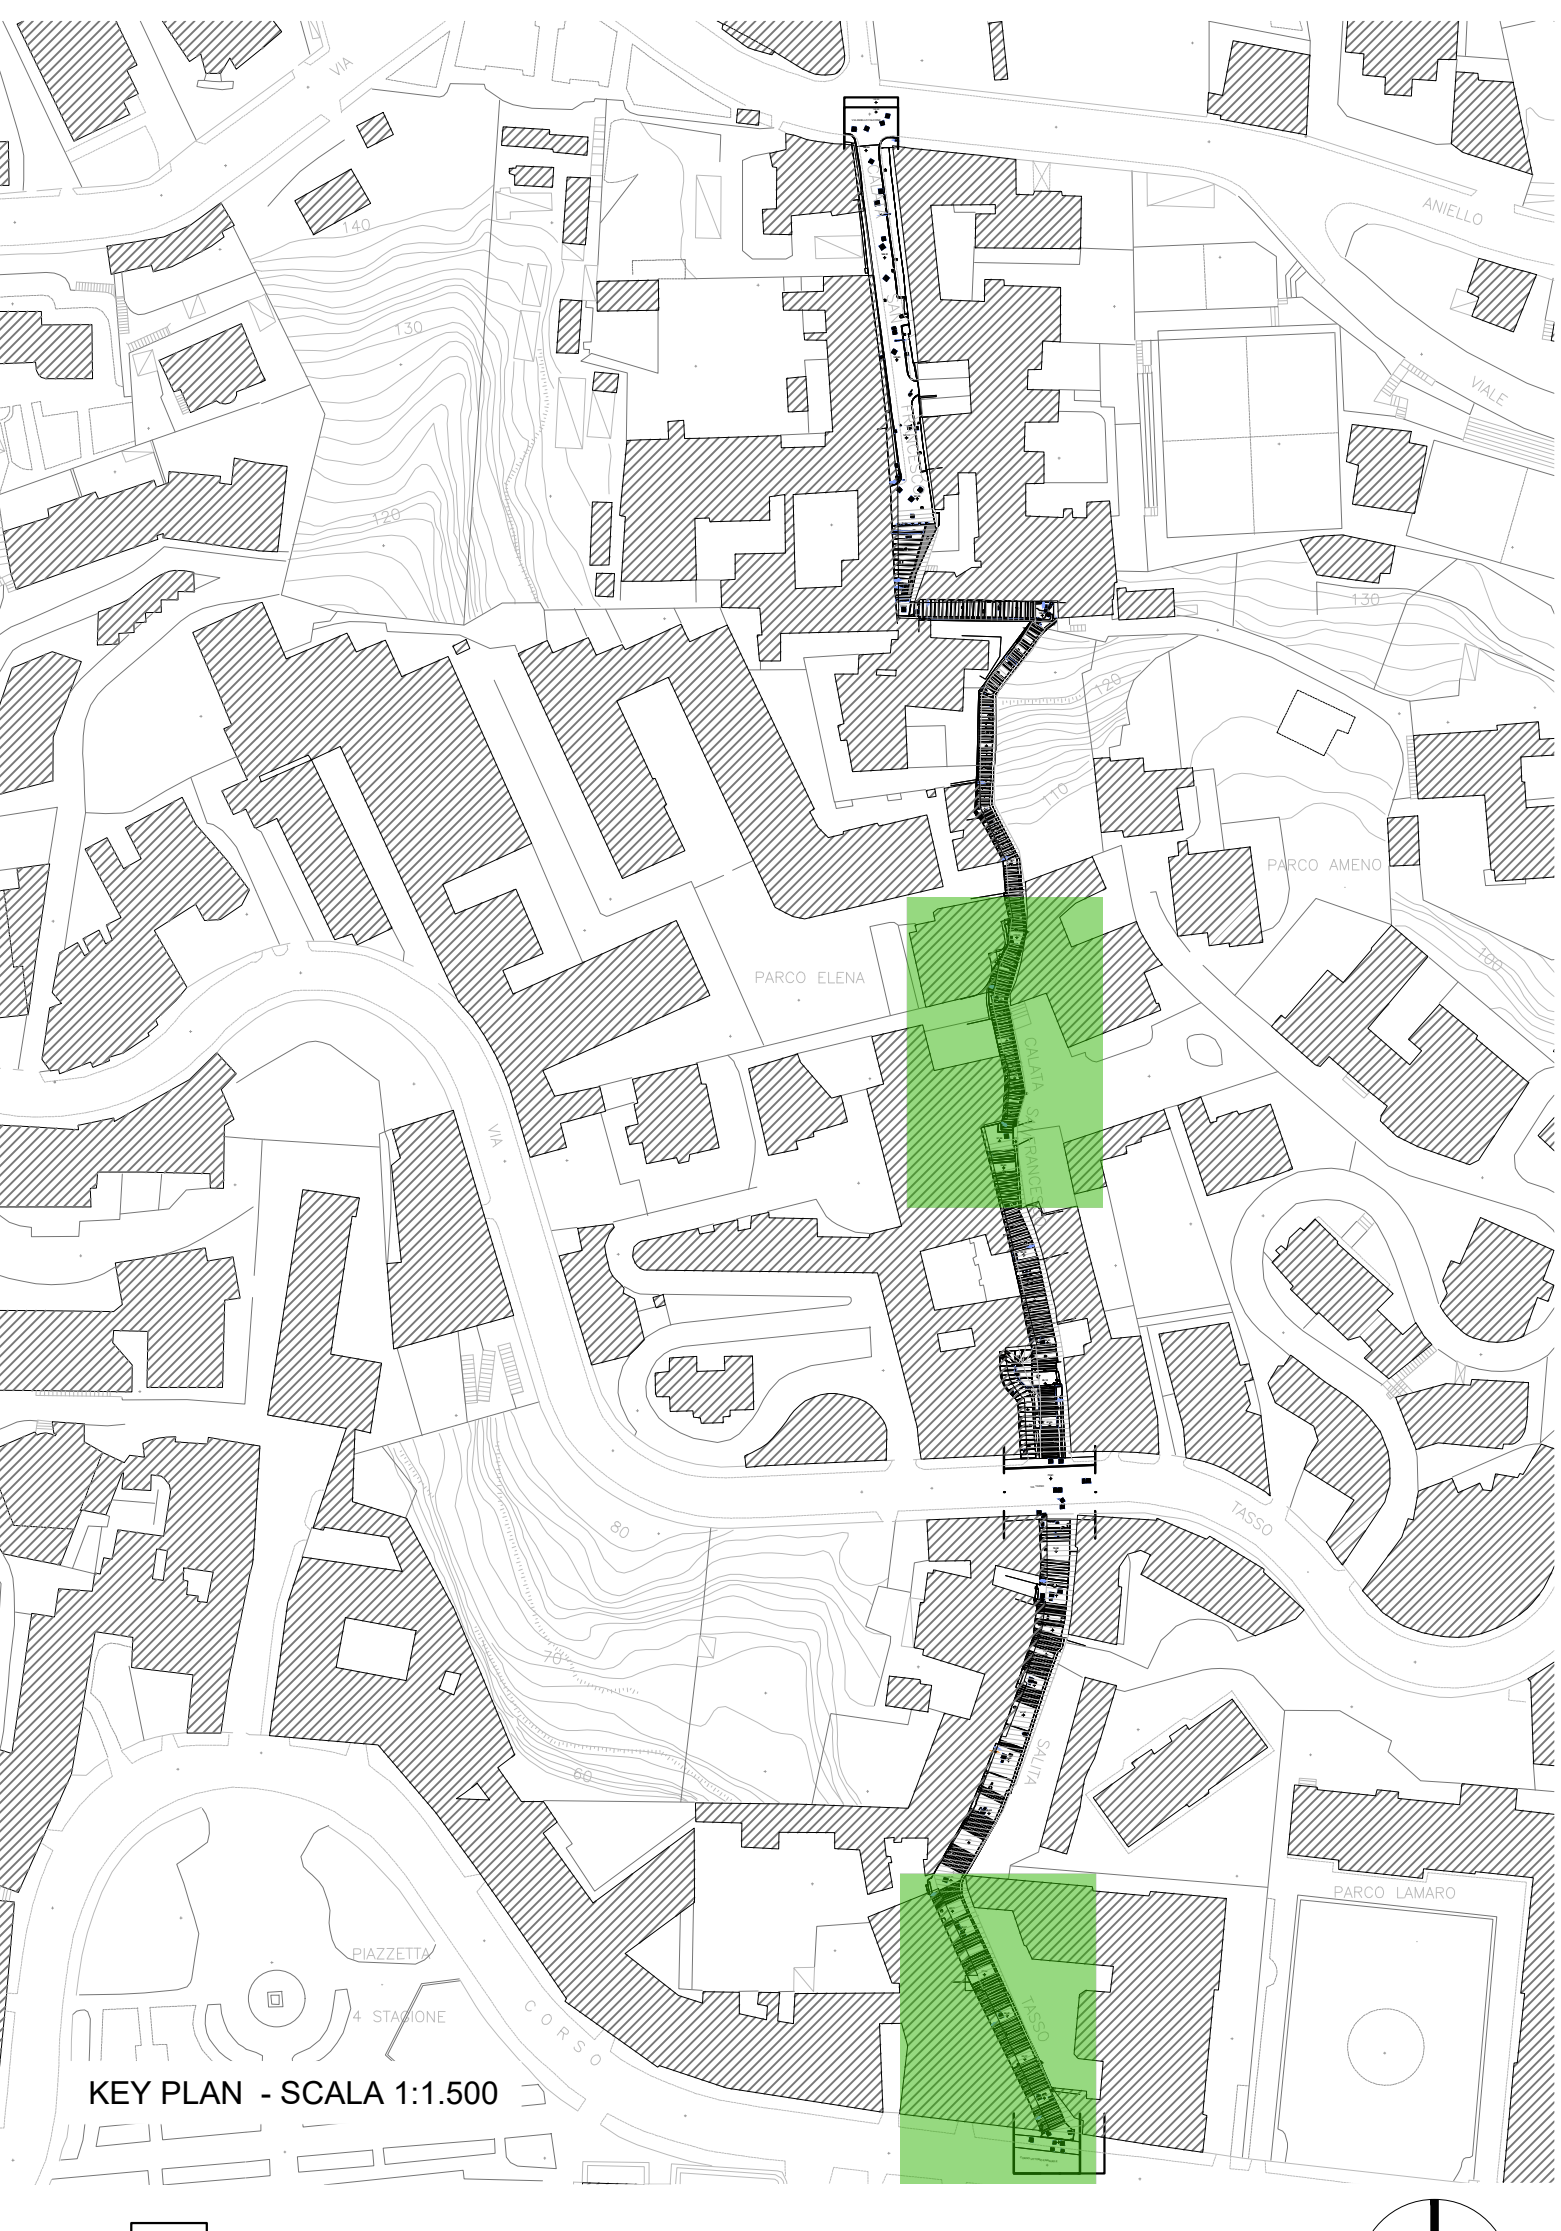 VIA
ANIELLO
140
130
VIALE
120
130
120
110
PARCO AMENO
100
PARCO ELENA
CALATA
VIA
80
TASSO
70
SALITA
60
PARCO LAMARO
PIAZZETTA
4 STAGIONE
TASSO
CORSO
KEY PLAN - SCALA 1:1.500